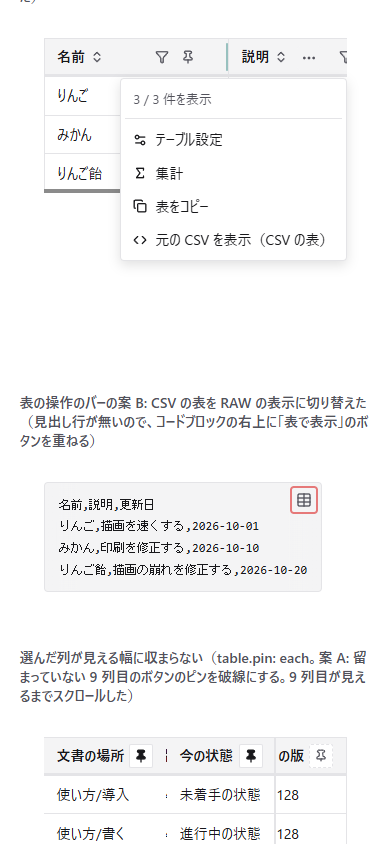 名前 説明
りんご
みかん
りんご飴
3 / 3 件を表示
テーブル設定
集計
表をコピー
元の CSV を表示（CSV の表）
表の操作のバーの案 B: CSV の表を RAW の表示に切り替えた
（見出し行が無いので、コードブロックの右上に「表で表示」のボ
タンを重ねる）
名前,説明,更新日
りんご,描画を速くする,2026-10-01
みかん,印刷を修正する,2026-10-10
りんご飴,描画の崩れを修正する,2026-10-20
選んだ列が見える幅に収まらない（table.pin: each。案 A: 留
まっていない 9 列目のボタンのピンを破線にする。9 列目が見え
るまでスクロールした）
文書の場所 今の状態 の版
使い方/導入 未着手の状態 128
使い方/書く 進行中の状態 128